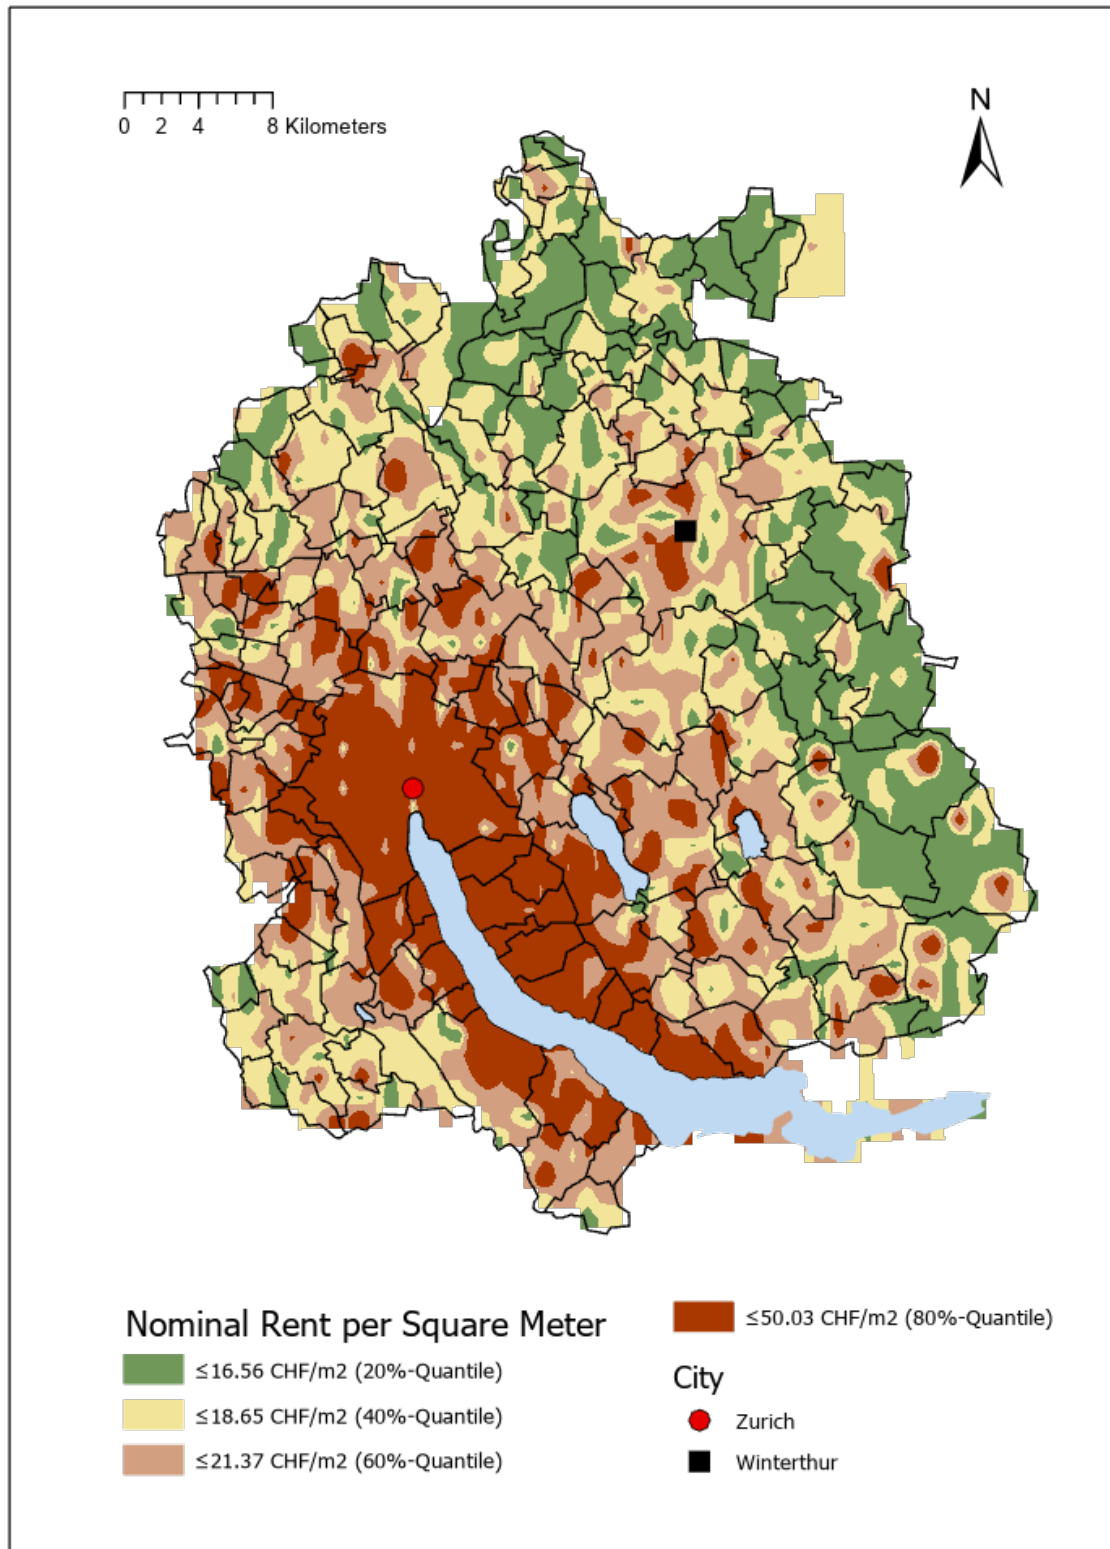 N
0 2 4 8 Kilometers
Nominal Rent per Square Meter
≤16.56 CHF/m2 (20%-Quantile)
≤18.65 CHF/m2 (40%-Quantile)
≤21.37 CHF/m2 (60%-Quantile)
≤50.03 CHF/m2 (80%-Quantile)
City
Zurich
Winterthur